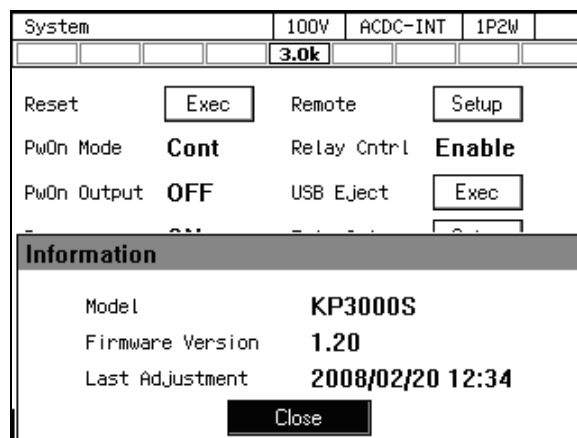 System 100V ACDC-INT 1P2W
3.0k
Reset Exec Remote Setup
PwOn Mode Cont Relay Cntrl Enable
PwOn Output OFF USB Eject Exec
Information
Model KP3000S
Firmware Version 1.20
Last Adjustment 2008/02/20 12:34
Close